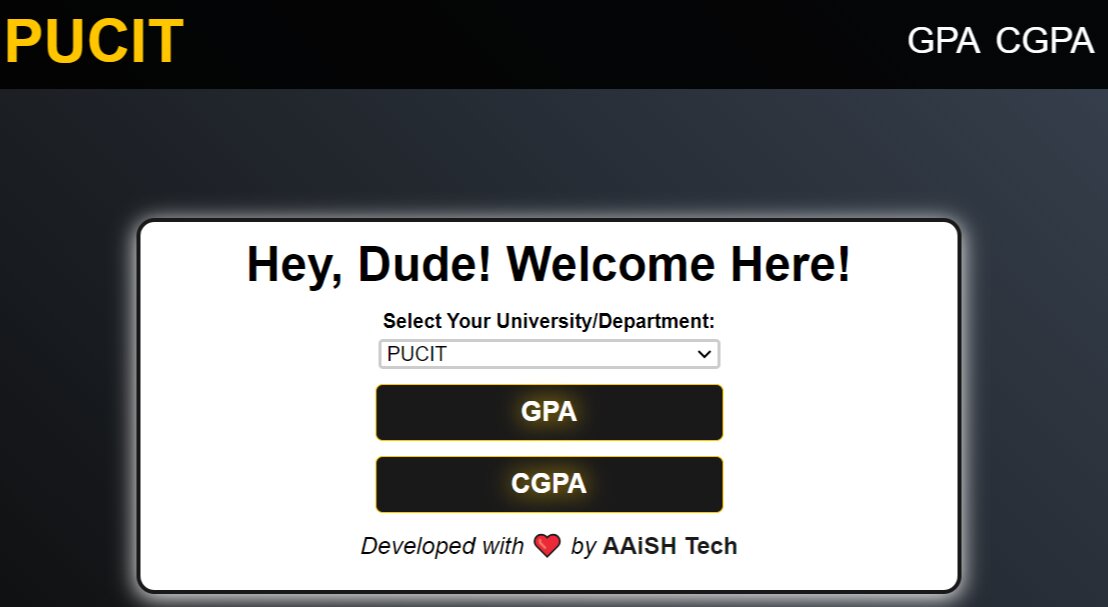 PUCIT
GPA CGPA
Hey, Dude! Welcome Here!
Select Your University/Department:
PUCIT
GPA
CGPA
Developed with ❤️ by AAiSH Tech